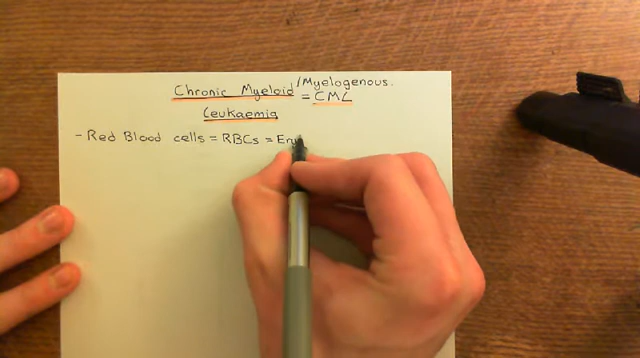 /Myelogenous.
Chronic Myeloid = CML
Leukaemia
- Red Blood cells = RBCs =